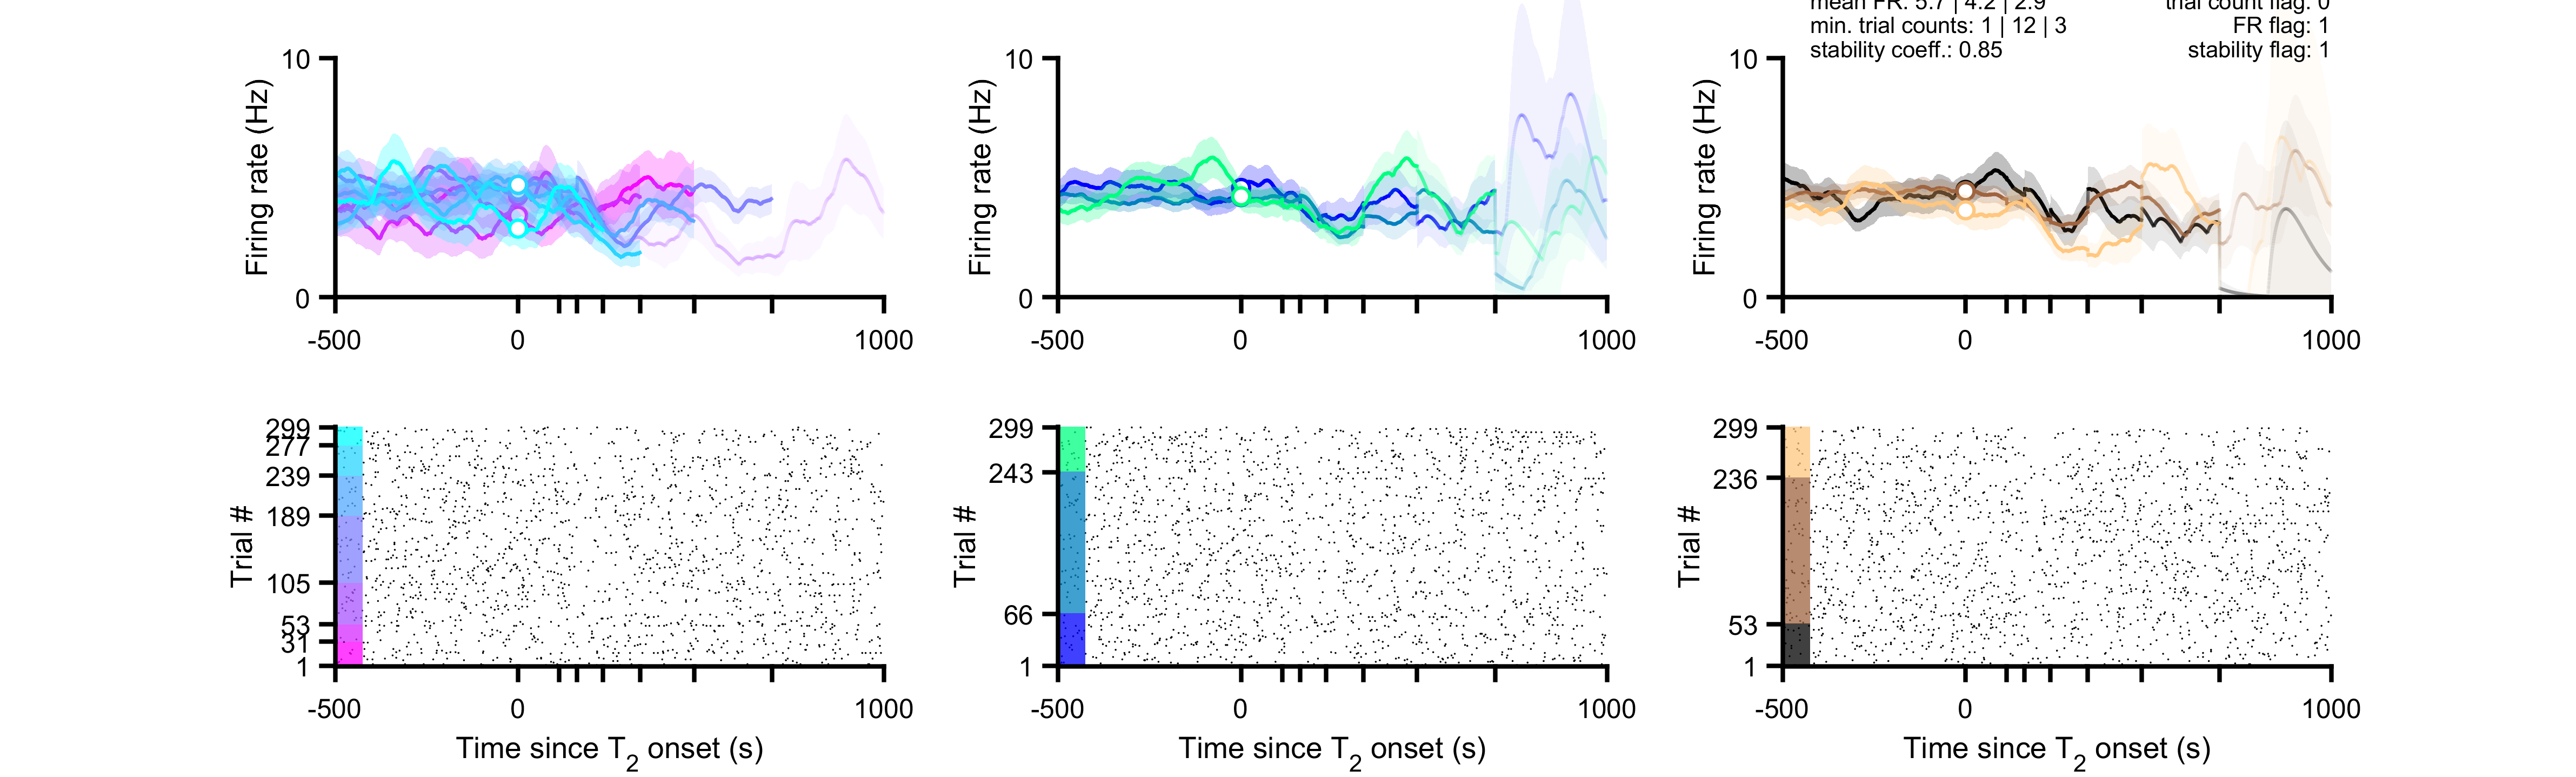 mean FR: 5.7 | 4.2 | 2.9 trial count flag: 0
min. trial counts: 1 | 12 | 3 FR flag: 1
stability coeff.: 0.85 stability flag: 1
10
Firing rate (Hz)
0
-500 0 1000
10
Firing rate (Hz)
0
-500 0 1000
10
Firing rate (Hz)
0
-500 0 1000
299
277
239
189
105
53
31
1
Trial #
-500 0 1000
Time since T2 onset (s)
299
243
66
1
Trial #
-500 0 1000
Time since T2 onset (s)
299
236
53
1
Trial #
-500 0 1000
Time since T2 onset (s)